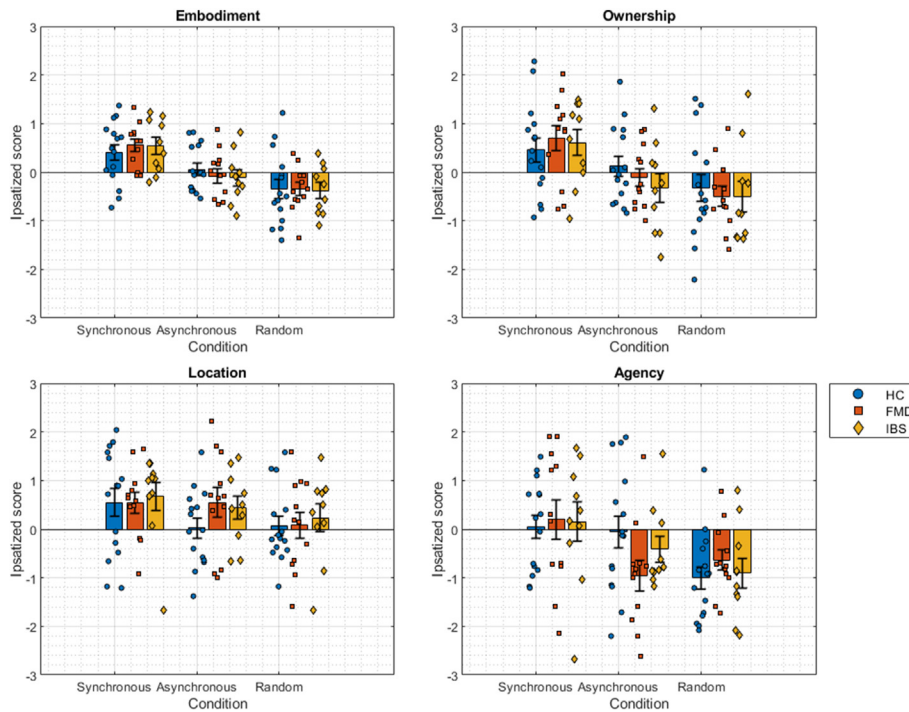 Embodiment
3
2
1
0
-1
-2
-3
Ipsatized score
Synchronous Asynchronous Random
Condition
Ownership
3
2
1
0
-1
-2
-3
Ipsatized score
Synchronous Asynchronous Random
Condition
Location
3
2
1
0
-1
-2
-3
Ipsatized score
Synchronous Asynchronous Random
Condition
Agency
3
2
1
0
-1
-2
-3
Ipsatized score
Synchronous Asynchronous Random
Condition
HC
FMD
IBS